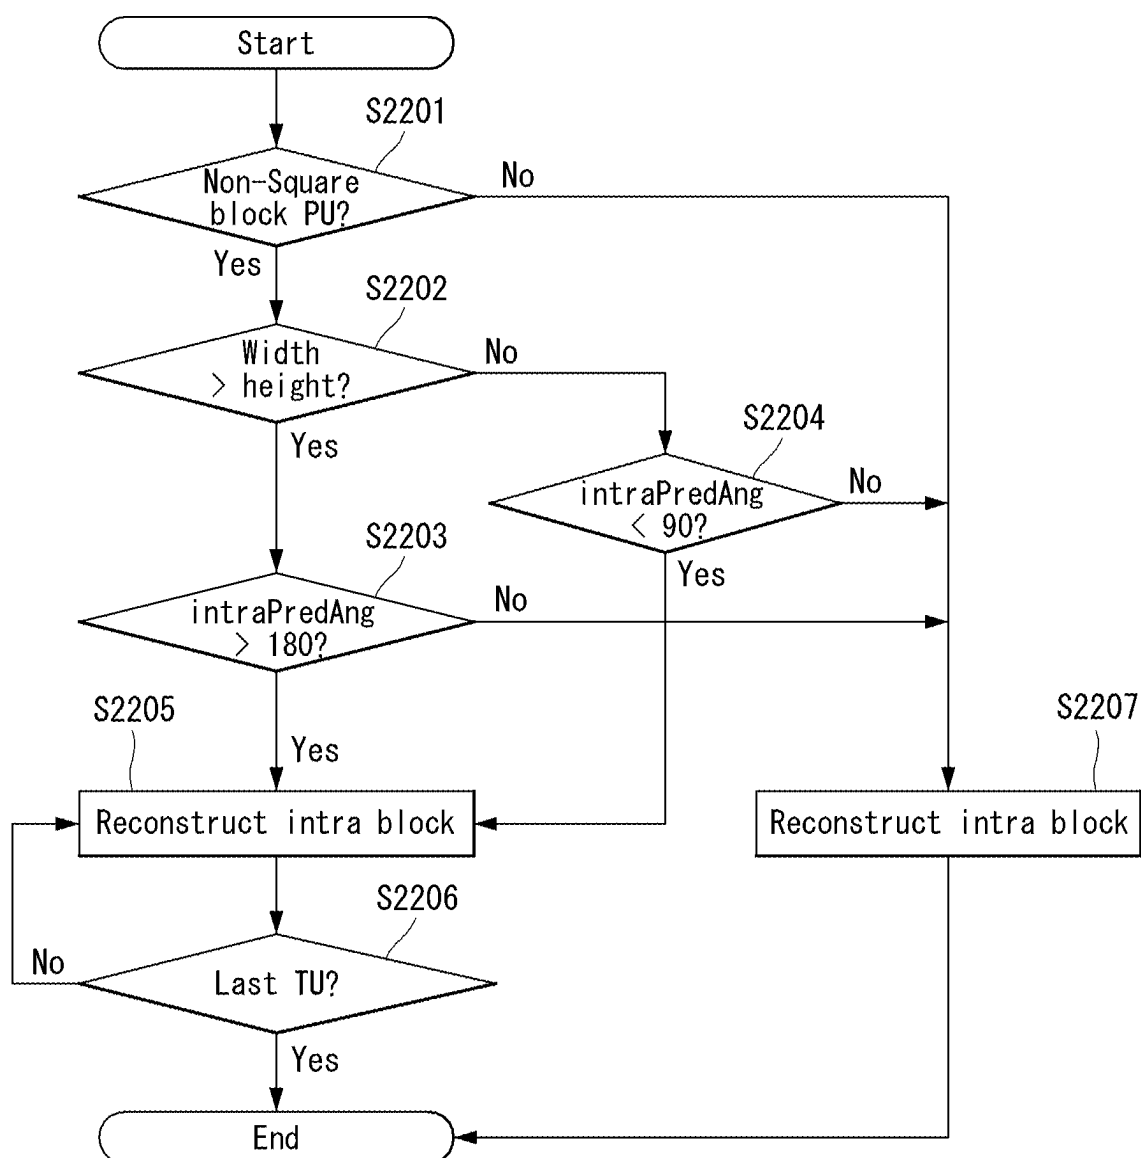 Start
S2201
Non-Square
block PU?
No
Yes
S2202
Width
> height?
No
Yes
S2204
intraPredAng
< 90?
No
Yes
S2203
intraPredAng
> 180?
No
Yes
S2205
Reconstruct intra block
S2207
Reconstruct intra block
S2206
Last TU?
No
Yes
End